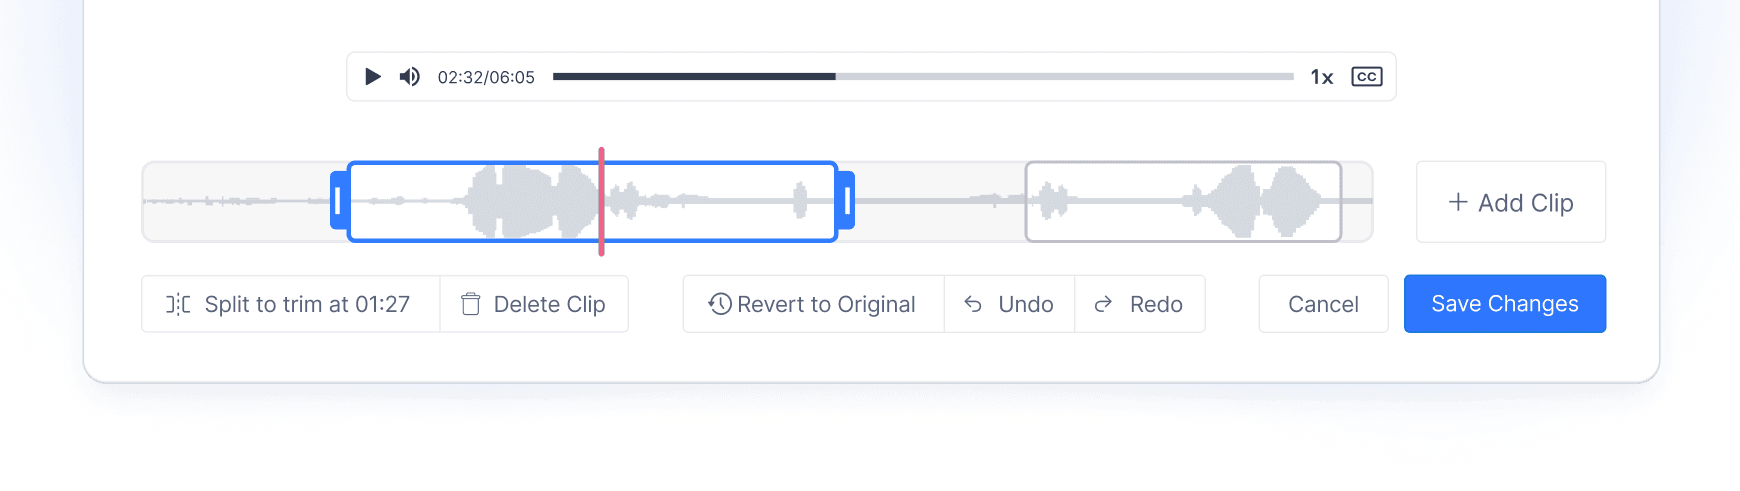 02:32/06:05 1x CC
+ Add Clip
Split to trim at 01:27 Delete Clip Revert to Original Undo Redo Cancel Save Changes